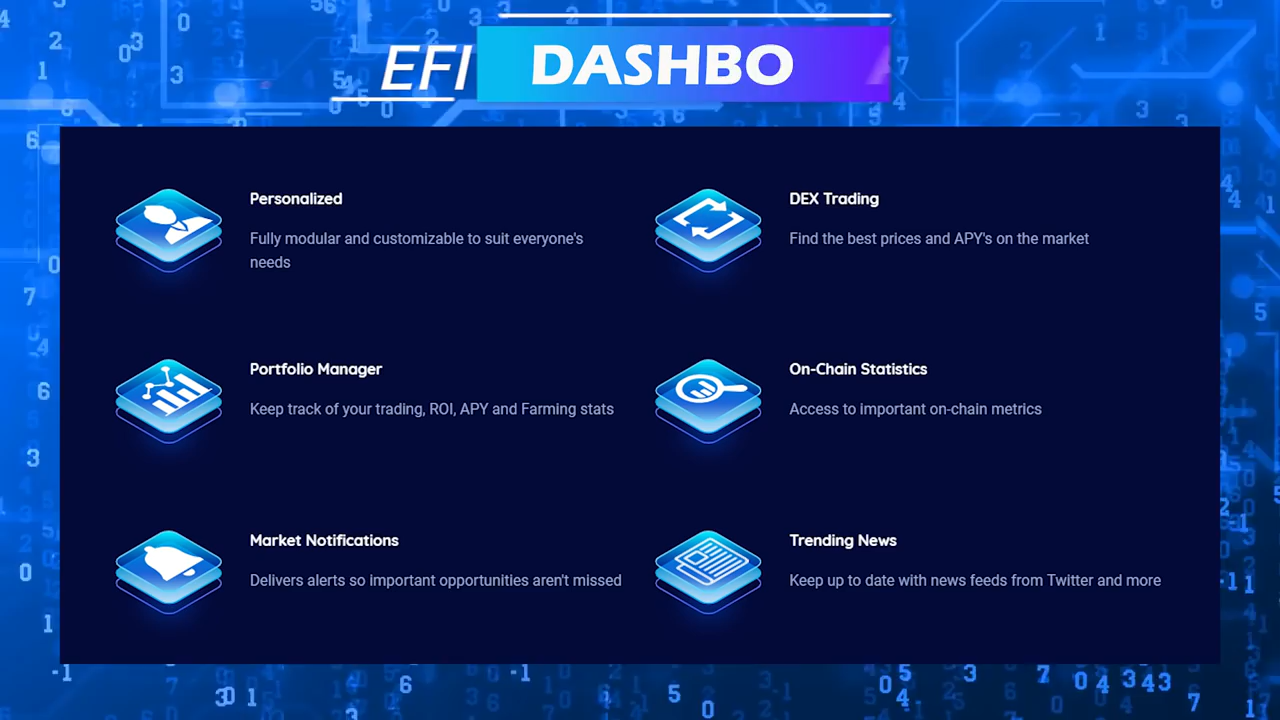 EFI DASHBO
Personalized
Fully modular and customizable to suit everyone's
needs
DEX Trading
Find the best prices and APY's on the market
Portfolio Manager
Keep track of your trading, ROI, APY and Farming stats
On-Chain Statistics
Access to important on-chain metrics
Market Notifications
Delivers alerts so important opportunities aren't missed
Trending News
Keep up to date with news feeds from Twitter and more